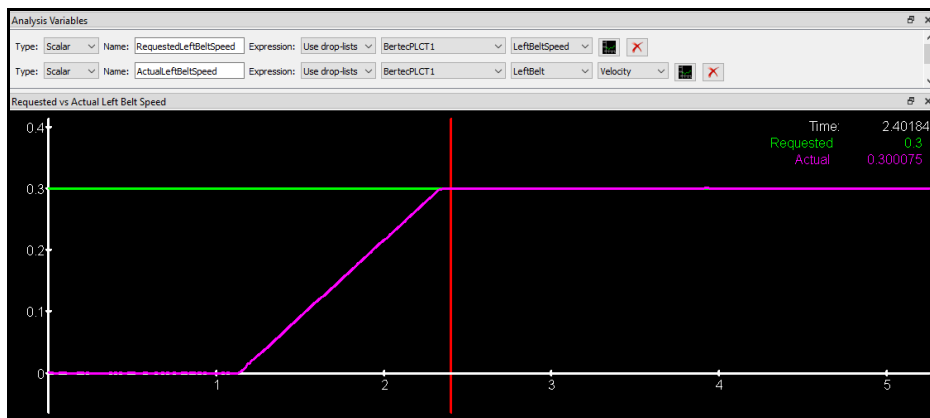 Analysis Variables
Type: Scalar Name: RequestedLeftBeltSpeed Expression: Use drop-lists BertecPLCT1 LeftBeltSpeed
Type: Scalar Name: ActualLeftBeltSpeed Expression: Use drop-lists BertecPLCT1 LeftBelt Velocity
Requested vs Actual Left Belt Speed
Time: 2.40184
Requested 0.3
Actual 0.300075
0.4
0.3
0.2
0.1
0
1 2 3 4 5